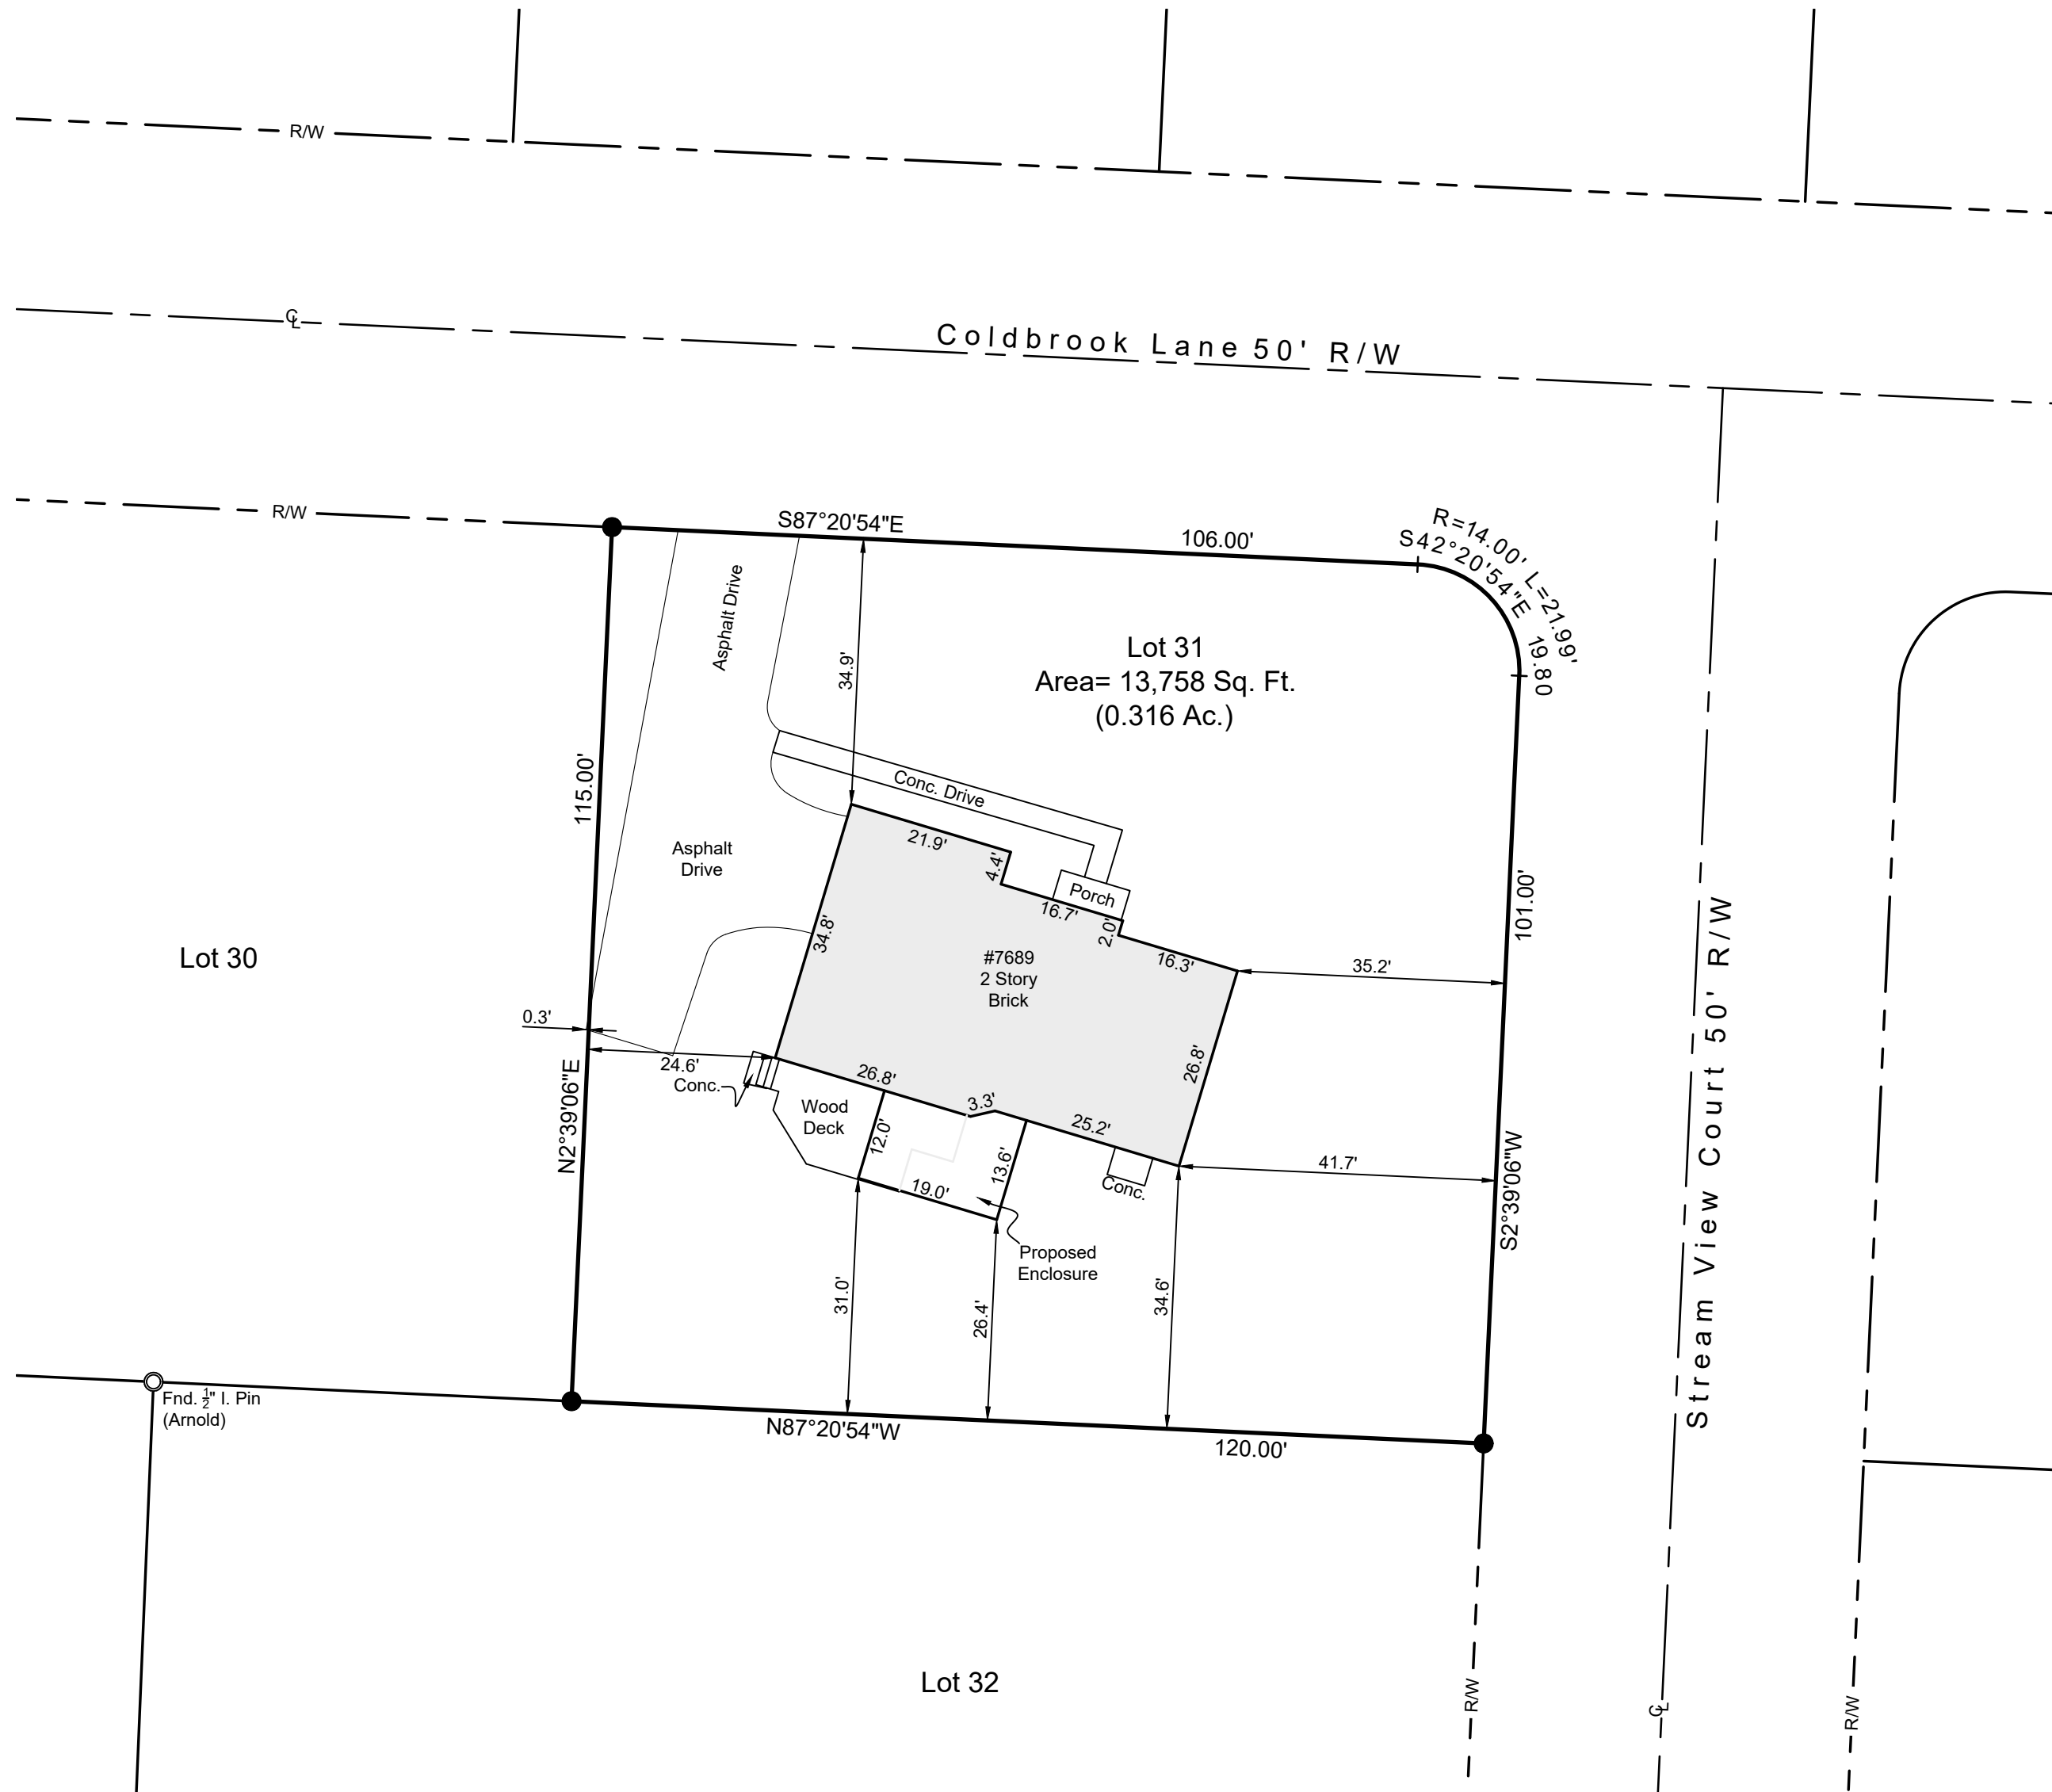 R/W
C
L
Coldbrook Lane 50' R/W
R/W
S87°20'54"E
106.00'
R=14.00' L=21.99'
S42°20'54"E 19.80
Asphalt Drive
34.9'
Lot 31
Area= 13,758 Sq. Ft.
(0.316 Ac.)
115.00'
Conc. Drive
21.9'
4.4'
Asphalt
Drive
Porch
16.7'
2.0'
101.00'
34.8'
Lot 30
#7689
2 Story
Brick
16.3'
35.2'
0.3'
24.6'
Conc.
26.8'
26.8'
Wood
Deck
3.3'
25.2'
12.0'
13.6'
19.0'
Conc.
41.7'
N2°39'06"E
S2°39'06"W
Stream View Court 50' R/W
Proposed
Enclosure
31.0'
26.4'
34.6'
Fnd. 1/2" I. Pin
(Arnold)
N87°20'54"W
120.00'
Lot 32
R/W
C
L
R/W